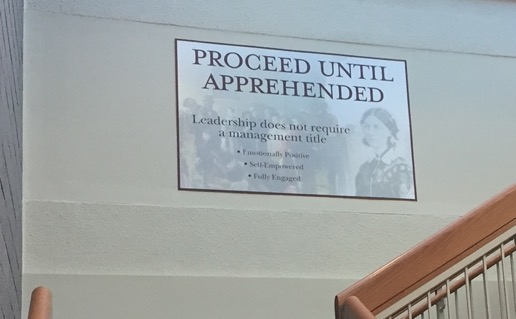 PROCEED UNTIL
APPREHENDED
Leadership does not require
a management title
• Emotionally Positive
• Self-Empowered
• Fully Engaged